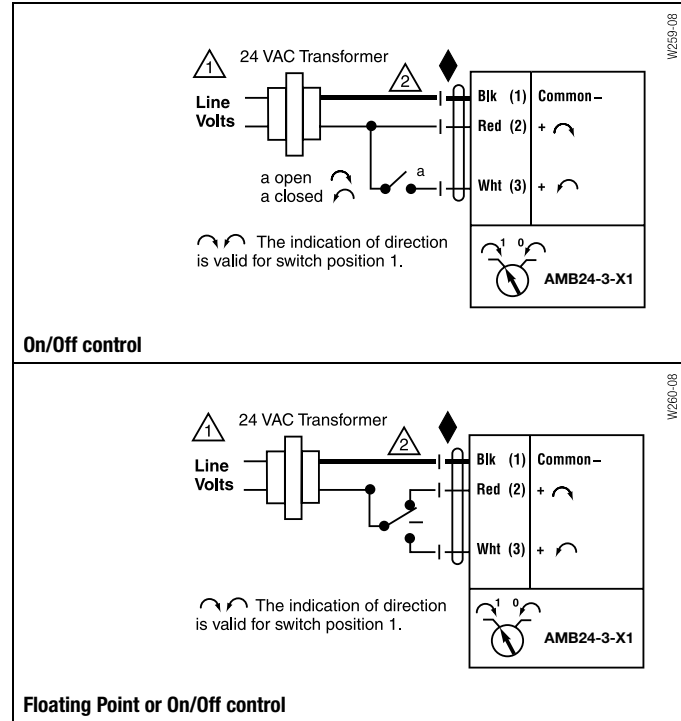 W259-08
1 24 VAC Transformer
2
Line
Volts
Blk (1) Common–
Red (2) +
a open
a closed
a
Wht (3) +
The indication of direction
is valid for switch position 1.
1 0
AMB24-3-X1
On/Off control
W260-08
1 24 VAC Transformer
2
Line
Volts
Blk (1) Common–
Red (2) +
Wht (3) +
The indication of direction
is valid for switch position 1.
1 0
AMB24-3-X1
Floating Point or On/Off control